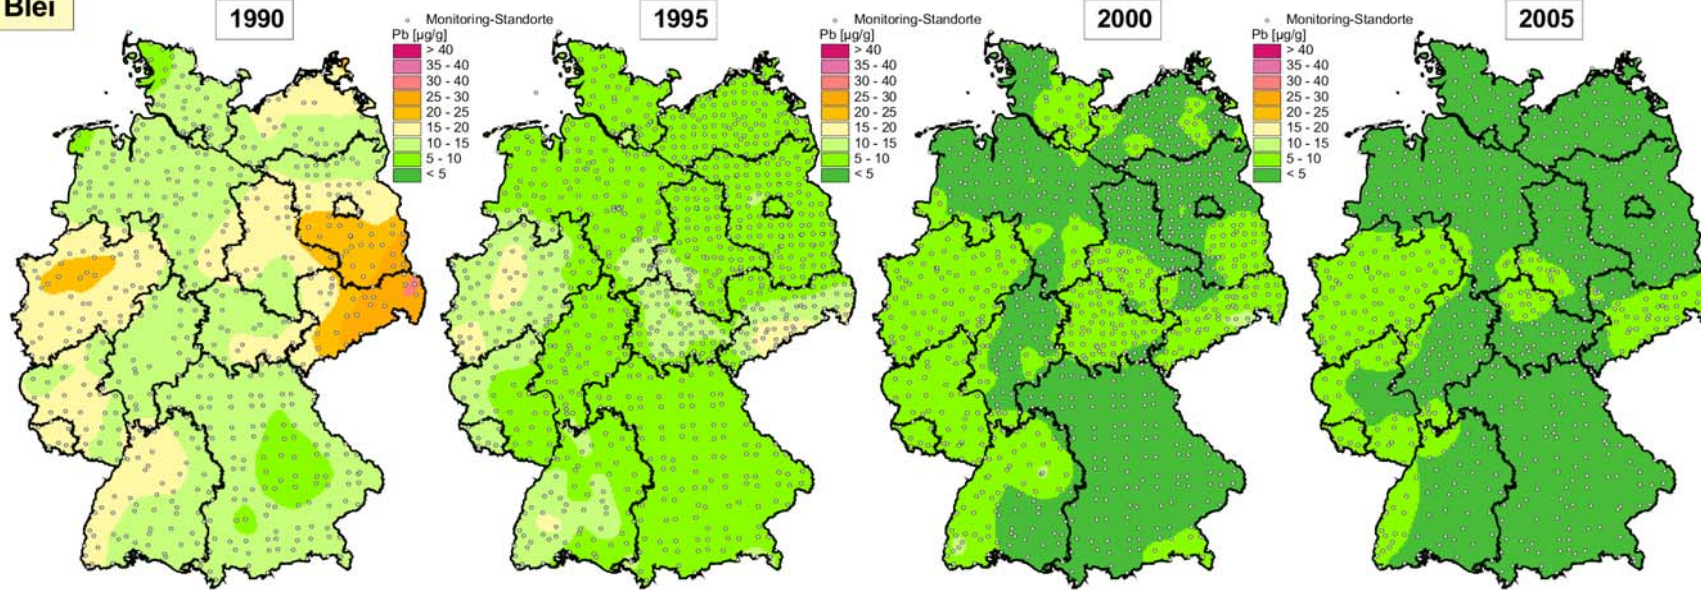 Blei
1990
Monitoring-Standorte
Pb [µg/g]
> 40
35 - 40
30 - 40
25 - 30
20 - 25
15 - 20
10 - 15
5 - 10
< 5
1995
Monitoring-Standorte
Pb [µg/g]
> 40
35 - 40
30 - 40
25 - 30
20 - 25
15 - 20
10 - 15
5 - 10
< 5
2000
Monitoring-Standorte
Pb [µg/g]
> 40
35 - 40
30 - 40
25 - 30
20 - 25
15 - 20
10 - 15
5 - 10
< 5
2005